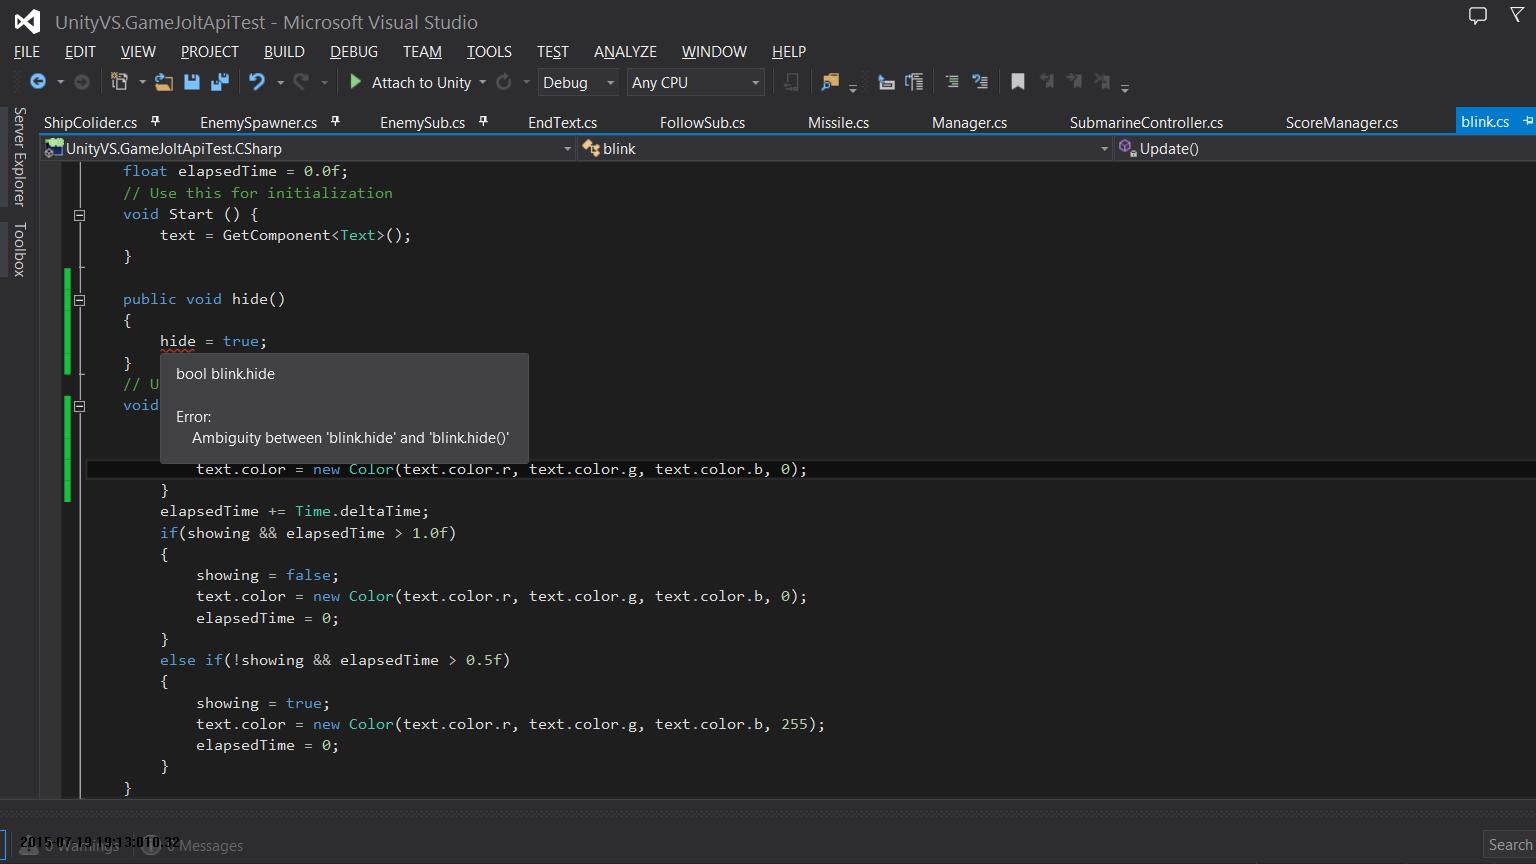 UnityVS.GameJoltApiTest - Microsoft Visual Studio
FILE EDIT VIEW PROJECT BUILD DEBUG TEAM TOOLS TEST ANALYZE WINDOW HELP
Attach to Unity Debug Any CPU
ShipColider.cs EnemySpawner.cs EnemySub.cs EndText.cs FollowSub.cs Missile.cs Manager.cs SubmarineController.cs ScoreManager.cs blink.cs
Server Explorer
Toolbox
UnityVS.GameJoltApiTest.CSharp blink Update()
float elapsedTime = 0.0f;
// Use this for initialization
void Start () {
text = GetComponent<Text>();
}
public void hide()
{
hide = true;
}
bool blink.hide
// U
Error:
void
Ambiguity between 'blink.hide' and 'blink.hide()'
text.color = new Color(text.color.r, text.color.g, text.color.b, 0);
}
elapsedTime += Time.deltaTime;
if(showing && elapsedTime > 1.0f)
{
showing = false;
text.color = new Color(text.color.r, text.color.g, text.color.b, 0);
elapsedTime = 0;
}
else if(!showing && elapsedTime > 0.5f)
{
showing = true;
text.color = new Color(text.color.r, text.color.g, text.color.b, 255);
elapsedTime = 0;
}
}
2015-07-19 19:13:010.32
0 Warnings 0 Messages
Search